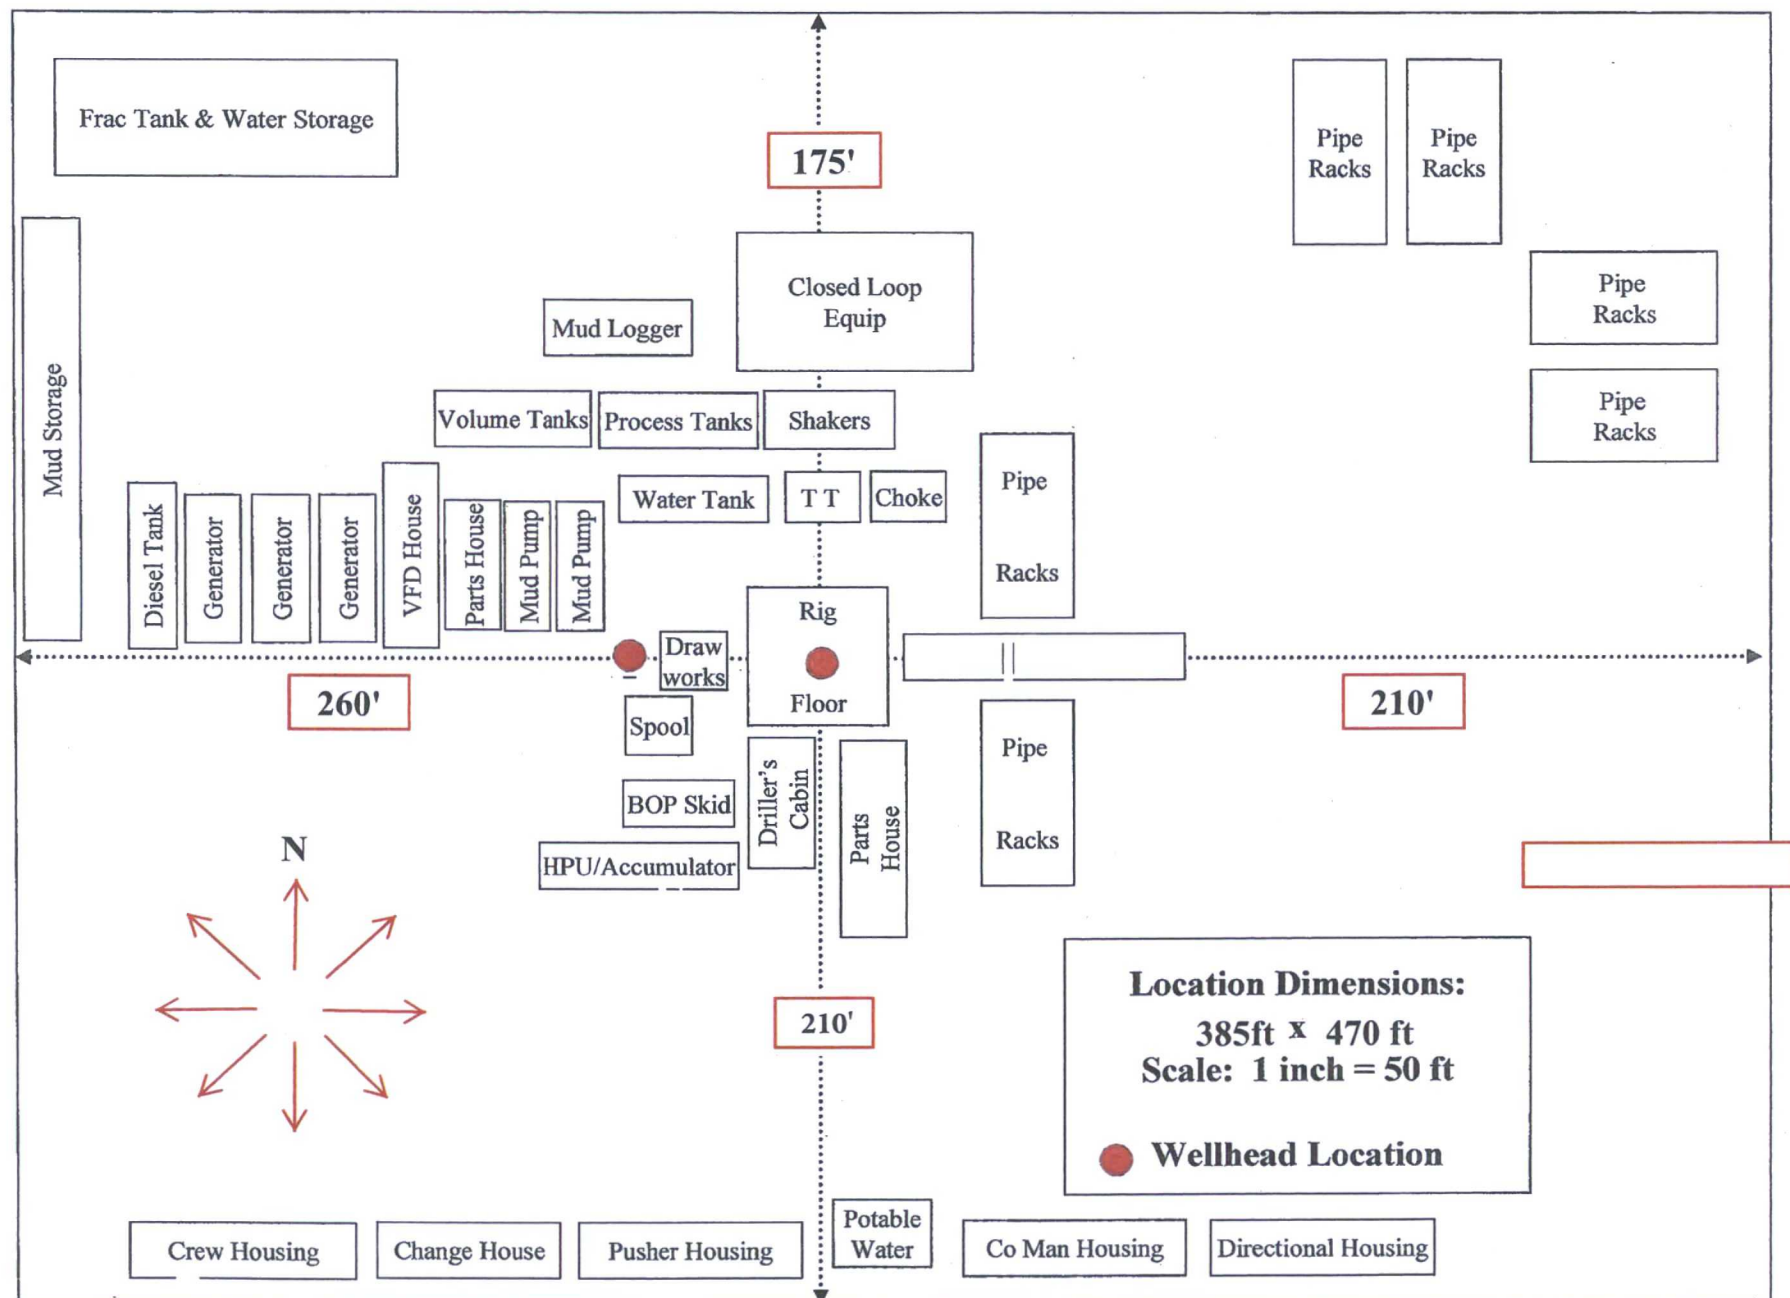 Frac Tank & Water Storage
175'
Pipe
Racks
Pipe
Racks
Mud Storage
Closed Loop
Equip
Pipe
Racks
Mud Logger
Pipe
Racks
Volume Tanks
Process Tanks
Shakers
Pipe
Racks
Water Tank
T T
Choke
Diesel Tank
Generator
Generator
Generator
VFD House
Parts House
Mud Pump
Mud Pump
Rig
Floor
Draw
works
260'
210'
Spool
Pipe
Racks
Driller's
Cabin
Parts
House
BOP Skid
HPU/Accumulator
N
210'
Location Dimensions:
385ft x 470 ft
Scale: 1 inch = 50 ft
Wellhead Location
Crew Housing
Change House
Pusher Housing
Potable
Water
Co Man Housing
Directional Housing